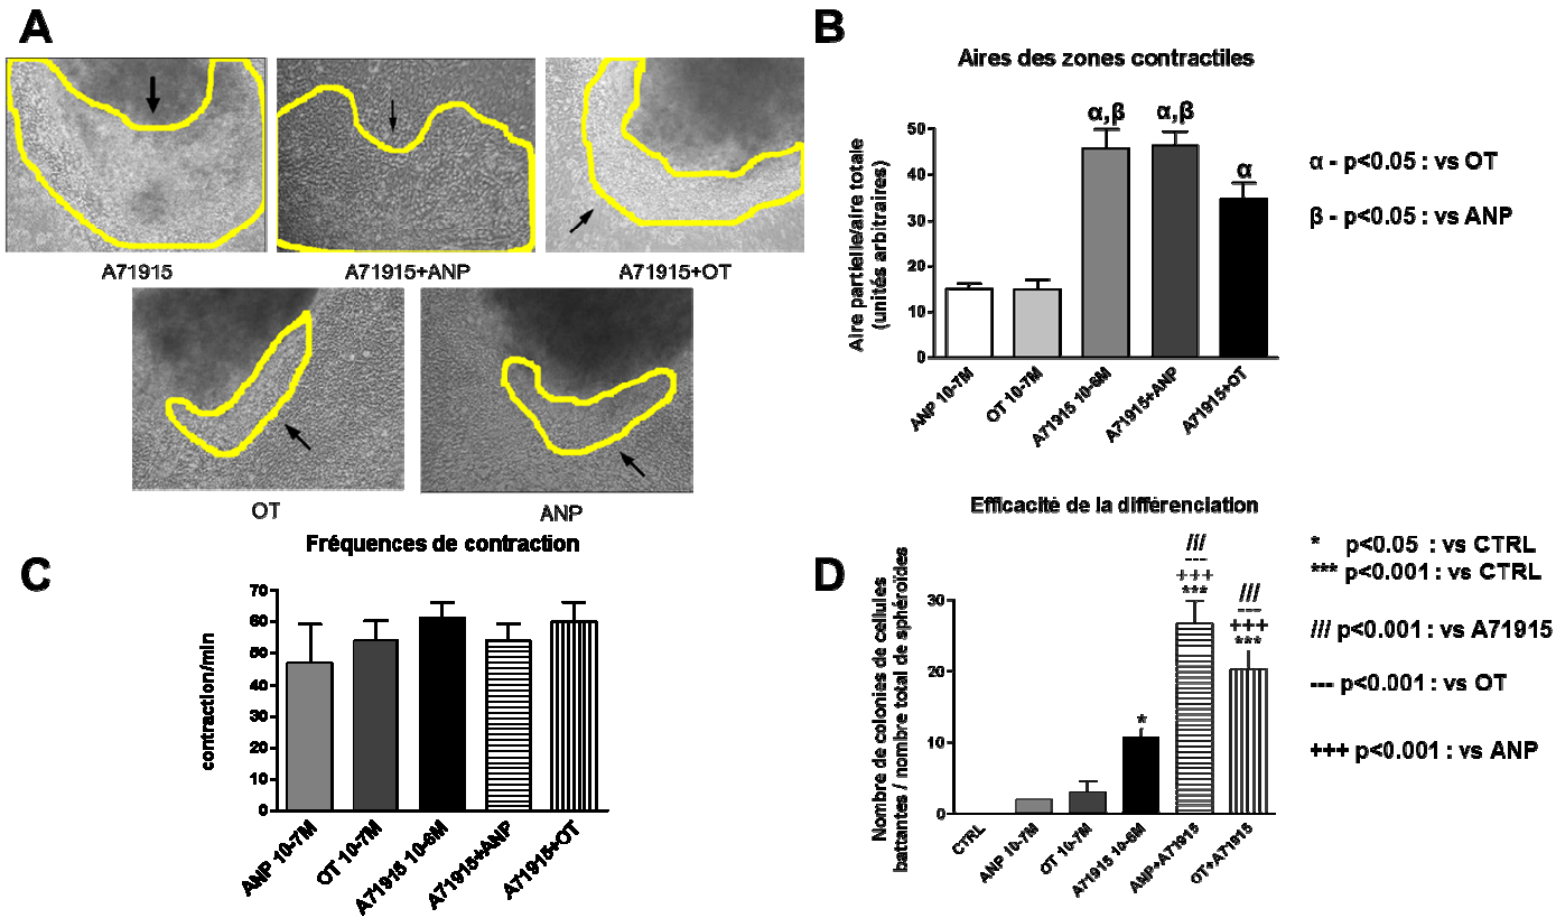 A
A71915
A71915+ANP
A71915+OT
OT
ANP
B
Aires des zones contractiles
Aire partielle/aire totale
(unités arbitraires)
50
40
30
20
10
0
α,β
α,β
α
ANP 10-7M
OT 10-7M
A71915 10-6M
A71915+ANP
A71915+OT
α - p<0.05 : vs OT
β - p<0.05 : vs ANP
C
Fréquences de contraction
contraction/min
70
60
50
40
30
20
10
0
ANP 10-7M
OT 10-7M
A71915 10-6M
A71915+ANP
A71915+OT
D
Efficacité de la différenciation
Nombre de colonies de cellules
battantes / nombre total de sphéroïdes
30
20
10
0
*
///
---
+++
***
///
---
+++
***
CTRL
ANP 10-7M
OT 10-7M
A71915 10-6M
ANP+A71915
OT+A71915
* p<0.05 : vs CTRL
*** p<0.001 : vs CTRL
/// p<0.001 : vs A71915
--- p<0.001 : vs OT
+++ p<0.001 : vs ANP